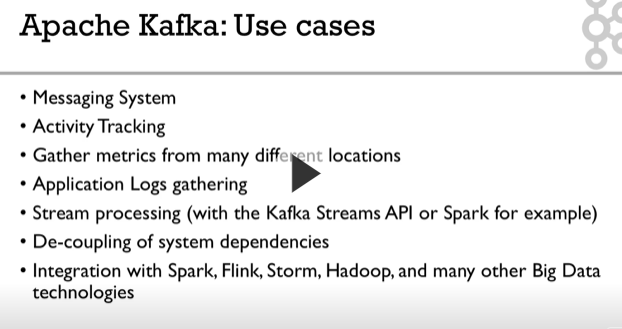 Apache Kafka: Use cases
• Messaging System
• Activity Tracking
• Gather metrics from many different locations
• Application Logs gathering
• Stream processing (with the Kafka Streams API or Spark for example)
• De-coupling of system dependencies
• Integration with Spark, Flink, Storm, Hadoop, and many other Big Data
technologies